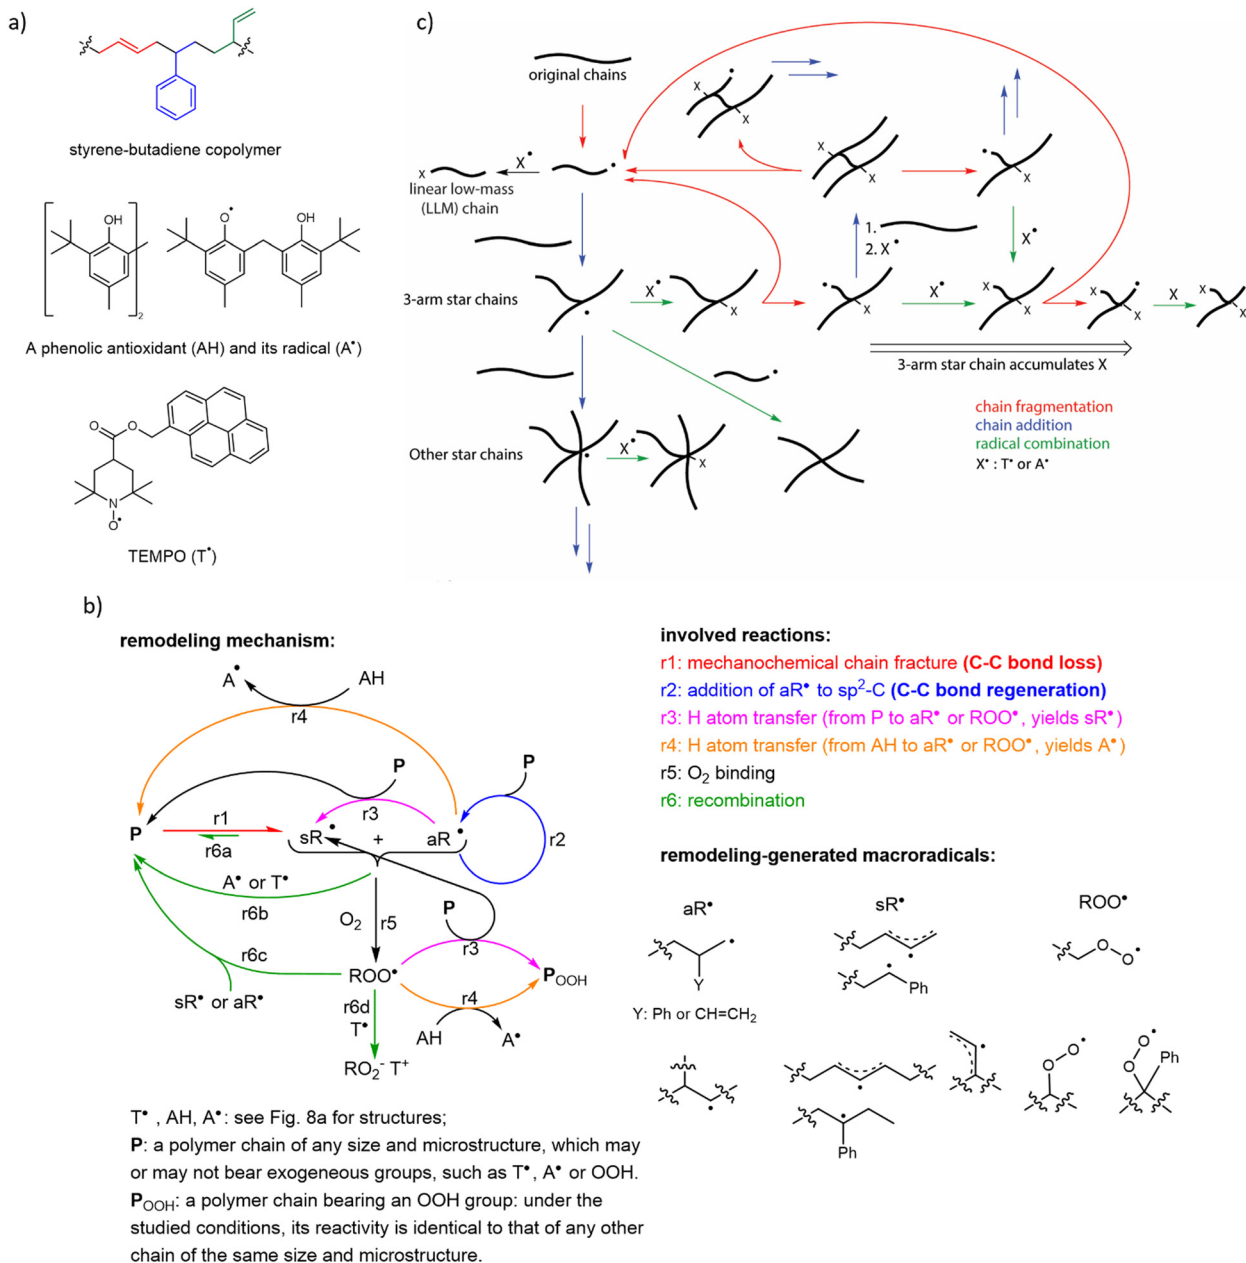 a)
styrene-butadiene copolymer
OH
2
O•
OH
A phenolic antioxidant (AH) and its radical (A•)
O
O
N
O•
TEMPO (T•)
c)
original chains
X
X
X•
X
linear low-mass
(LLM) chain
X
X
X
1.
2. X•
X•
3-arm star chains
X•
X
X
X•
X
X
X
X
X
X
X
3-arm star chain accumulates X
chain fragmentation
chain addition
radical combination
X• : T• or A•
Other star chains
X•
X
b)
remodeling mechanism:
A•
AH
r4
P
P
r3
P
r1
r6a
sR•
+
aR•
r2
A• or T•
r6b
O2
r5
P
r3
r6c
ROO•
POOH
sR• or aR•
r6d
T•
r4
AH
A•
RO2- T+
T• , AH, A•: see Fig. 8a for structures;
P: a polymer chain of any size and microstructure, which may
or may not bear exogeneous groups, such as T•, A• or OOH.
POOH: a polymer chain bearing an OOH group: under the
studied conditions, its reactivity is identical to that of any other
chain of the same size and microstructure.
involved reactions:
r1: mechanochemical chain fracture (C-C bond loss)
r2: addition of aR• to sp2-C (C-C bond regeneration)
r3: H atom transfer (from P to aR• or ROO•, yields sR•)
r4: H atom transfer (from AH to aR• or ROO•, yields A•)
r5: O2 binding
r6: recombination
remodeling-generated macroradicals:
aR•
sR•
ROO•
Y
Ph
O
O•
Y: Ph or CH=CH2
Ph
O
O•
O
O•
Ph